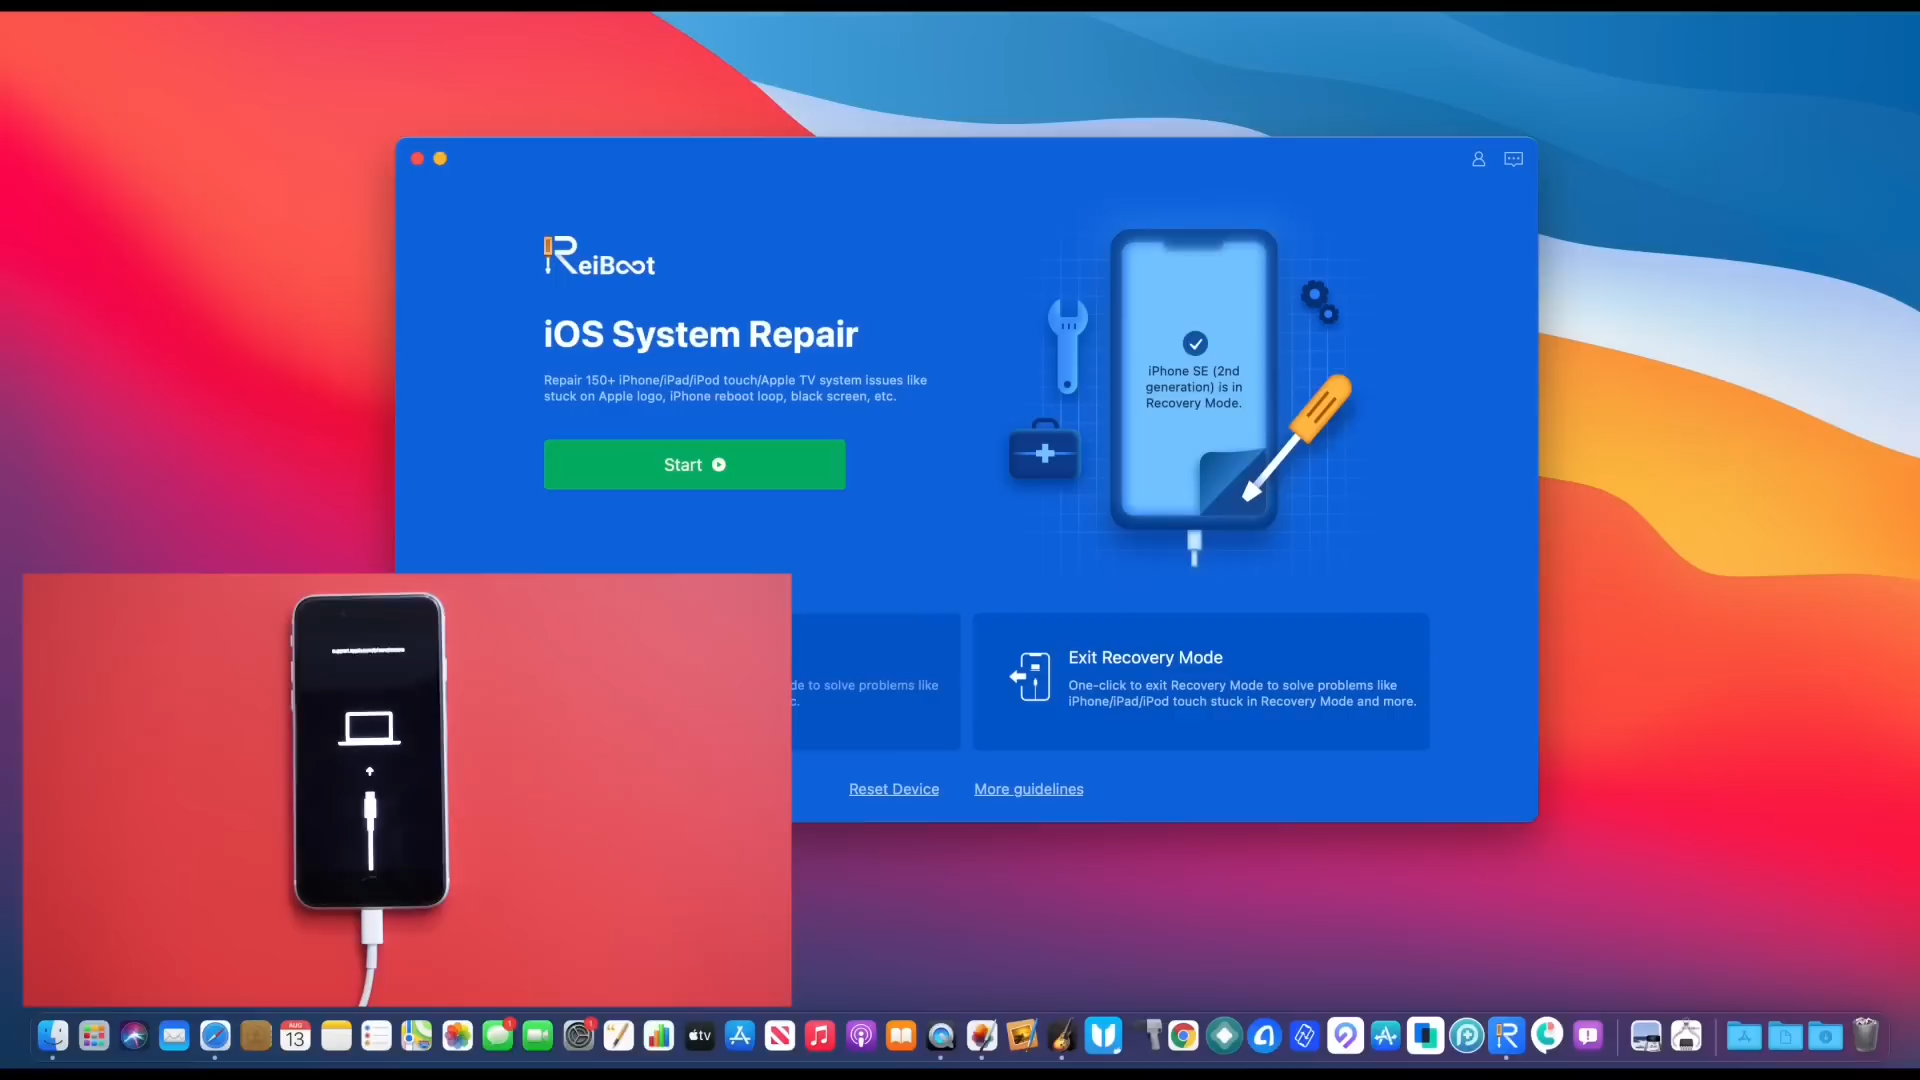 ReiBoot
iOS System Repair
Repair 150+ iPhone/iPad/iPod touch/Apple TV system issues like
stuck on Apple logo, iPhone reboot loop, black screen, etc.
Start
iPhone SE (2nd
generation) is in
Recovery Mode.
de to solve problems like
c.
Exit Recovery Mode
One-click to exit Recovery Mode to solve problems like
iPhone/iPad/iPod touch stuck in Recovery Mode and more.
Reset Device
More guidelines
AUG
13
1
1
tv